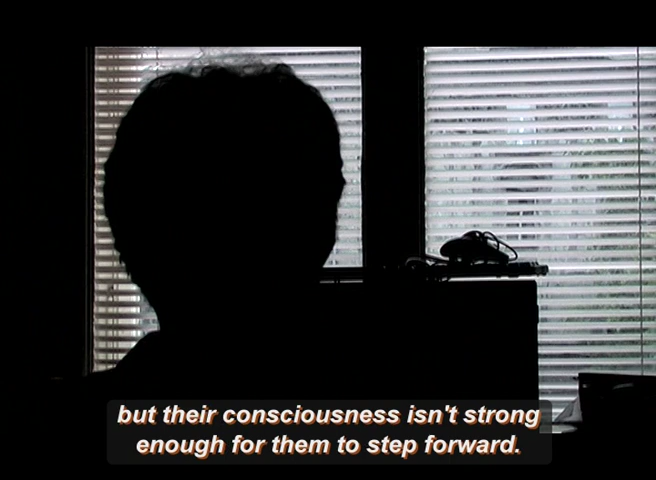 but their consciousness isn't strong
enough for them to step forward.